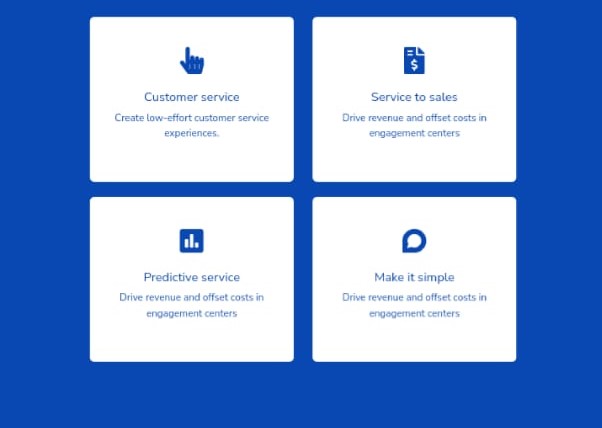 $
Customer service
Create low-effort customer service
experiences.
Service to sales
Drive revenue and offset costs in
engagement centers
Predictive service
Drive revenue and offset costs in
engagement centers
Make it simple
Drive revenue and offset costs in
engagement centers